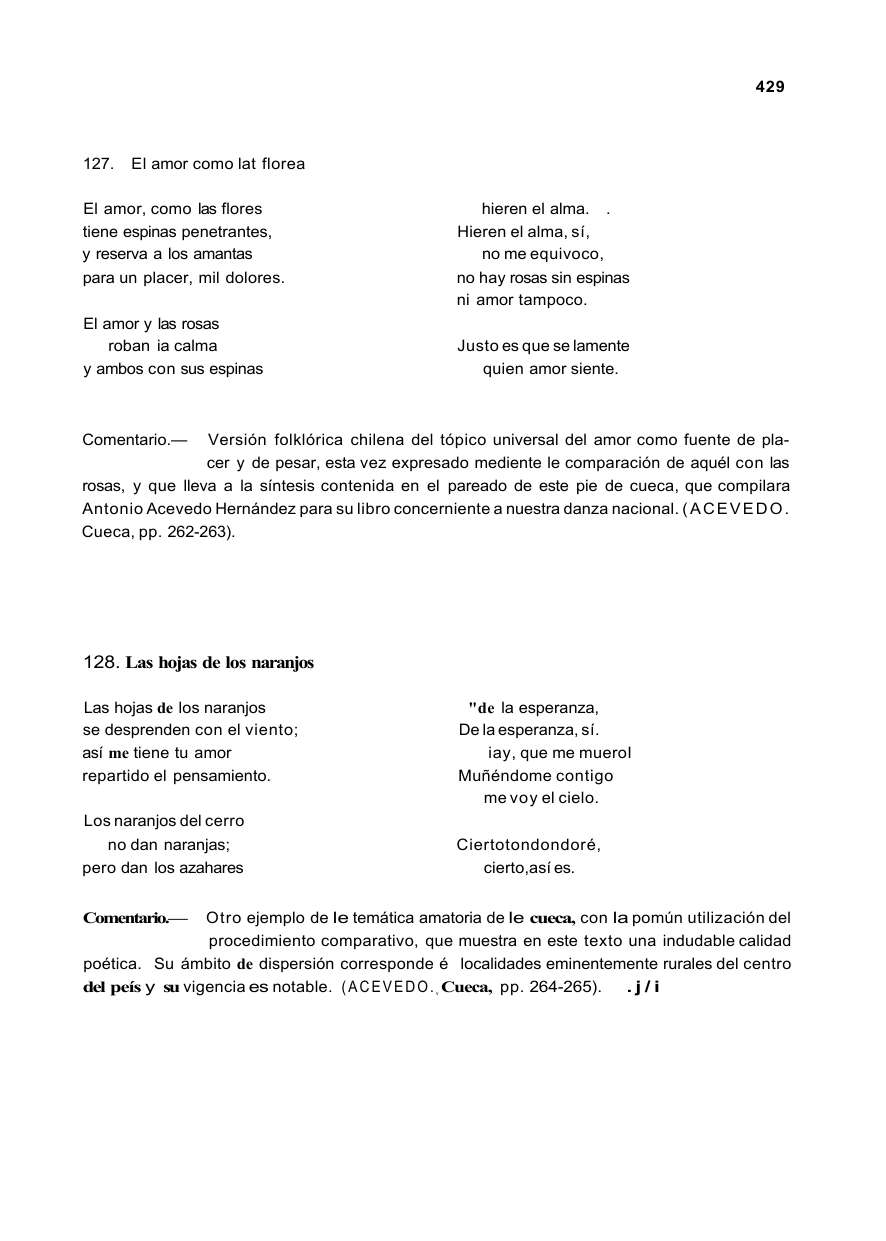 429
127. El amor como lat florea
El amor, como las flores
tiene espinas penetrantes,
y reserva a los amantas
para un placer, mil dolores.
El amor y las rosas
roban ia calma
y ambos con sus espinas
hieren el alma. .
Hieren el alma, sí,
no me equivoco,
no hay rosas sin espinas
ni amor tampoco.
Justo es que se lamente
quien amor siente.
Comentario.— Versión folklórica chilena del tópico universal del amor como fuente de pla-
cer y de pesar, esta vez expresado mediante le comparación de aquél con las
rosas, y que lleva a la síntesis contenida en el pareado de este pie de cueca, que compilara
Antonio Acevedo Hernández para su libro concerniente a nuestra danza nacional. (ACEVEDO.
Cueca, pp. 262-263).
128. Las hojas de los naranjos
Las hojas de los naranjos
se desprenden con el viento;
así me tiene tu amor
repartido el pensamiento.
Los naranjos del cerro
no dan naranjas;
pero dan los azahares
"de la esperanza,
De la esperanza, sí.
iay, que me muerol
Muñéndome contigo
me voy el cielo.
Ciertotondondoré,
cierto,así es.
Comentario.— Otro ejemplo de le temática amatoria de le cueca, con la pomún utilización del
procedimiento comparativo, que muestra en este texto una indudable calidad
poética. Su ámbito de dispersión corresponde é localidades eminentemente rurales del centro
del peís y su vigencia es notable. (ACEVEDO., Cueca, pp. 264-265). .j/i